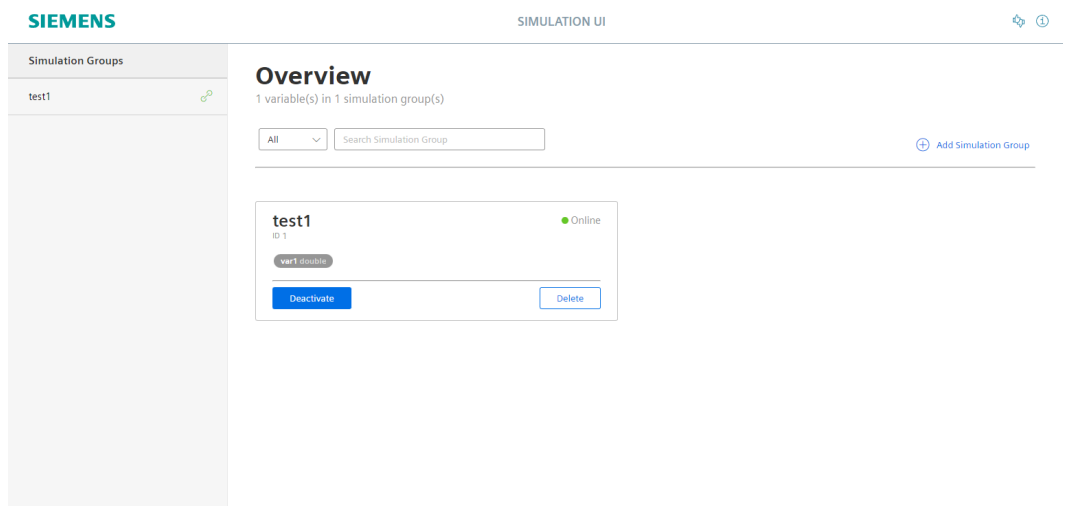 SIEMENS
SIMULATION UI
Simulation Groups
test1
Overview
1 variable(s) in 1 simulation group(s)
All
Search Simulation Group
Add Simulation Group
test1
Online
ID 1
var1 double
Deactivate
Delete